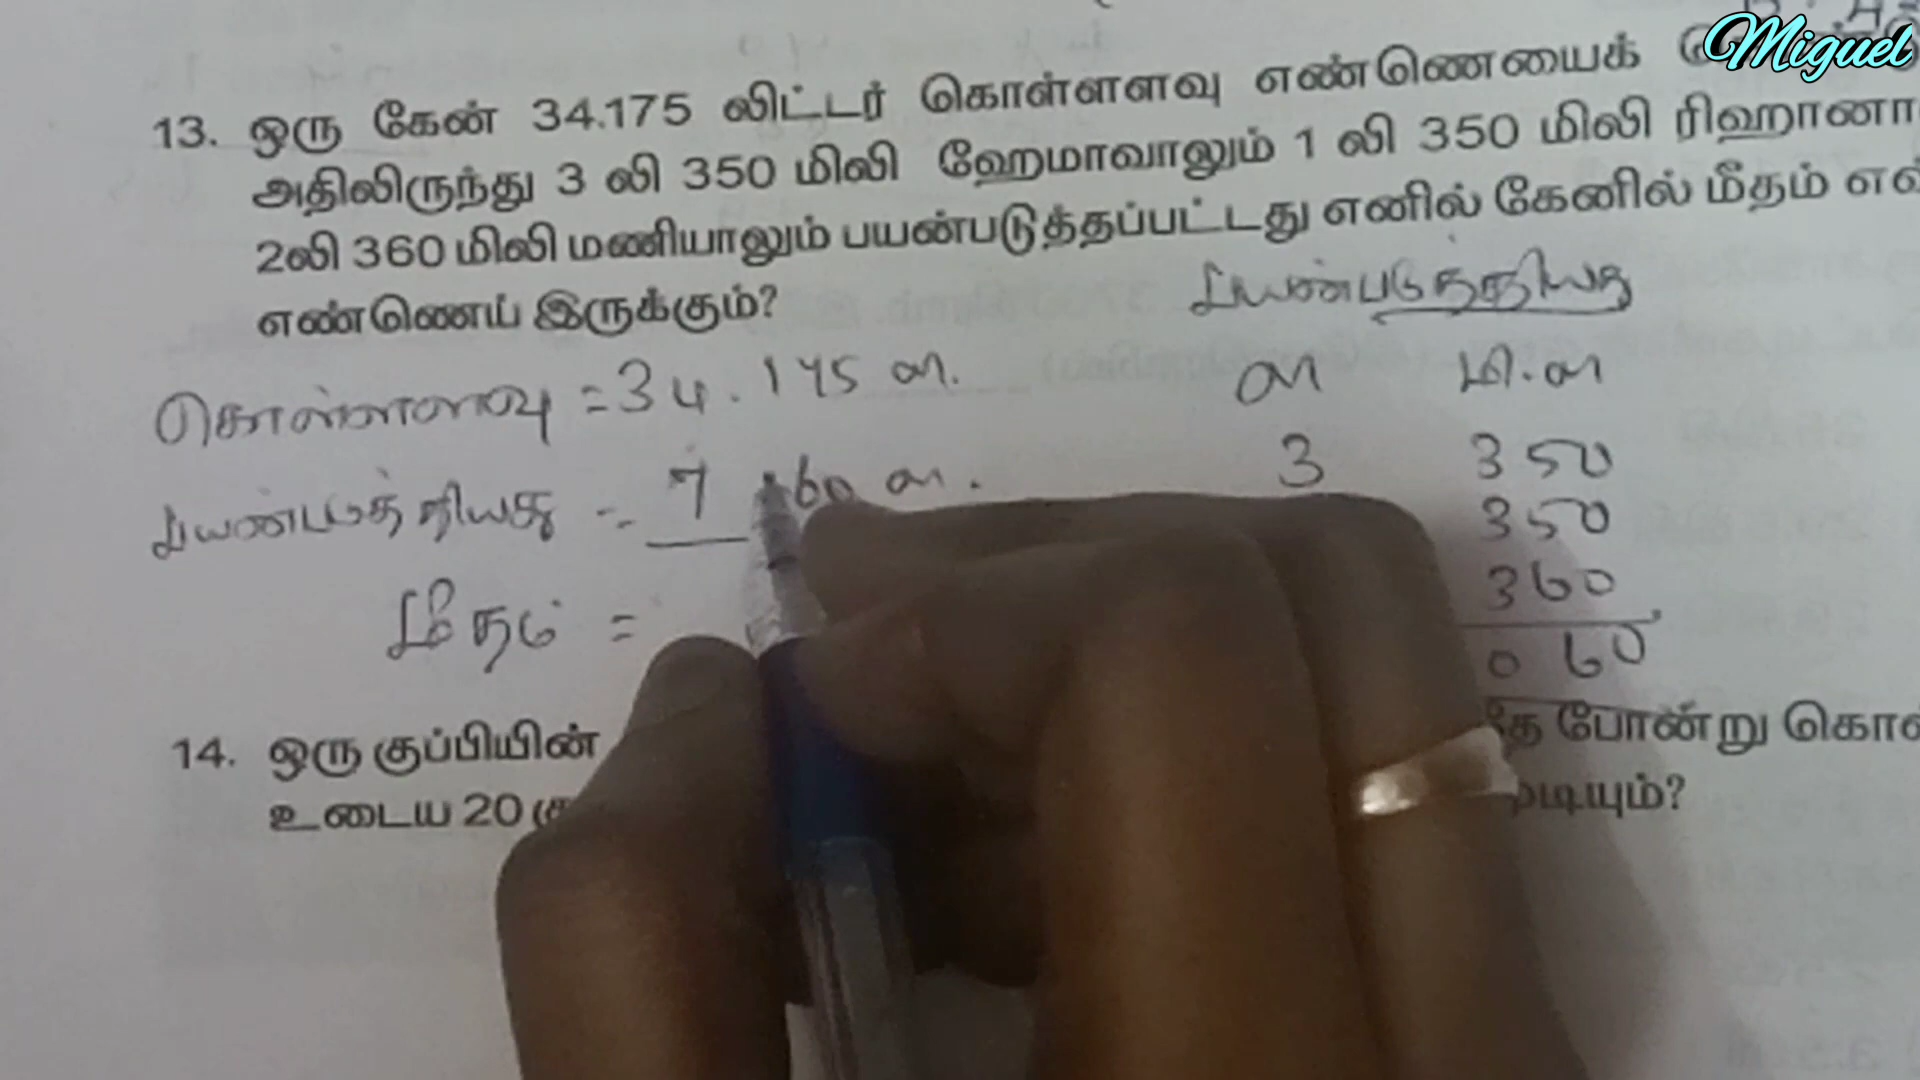 Miguel
13. ஒரு கேன் 34.175 லிட்டர் கொள்ளளவு எண்ணெயைக்
அதிலிருந்து 3 லி 350 மிலி ஹேமாவாலும் 1 லி 350 மிலி ரிஹானா
2லி 360 மிலி மணியாலும் பயன்படுத்தப்பட்டது எனில் கேனில் மீதம்
எண்ணெய் இருக்கும்?
பயன்படுத்தியது
கொள்ளளவு = 34.175 லி.
லி மி.லி
பயன்படுத்தியது = 7 060 லி.
3 350
350
360
மீதம் =
060
14. ஒரு குப்பியின் போன்று
உடைய 20 முடியும்?